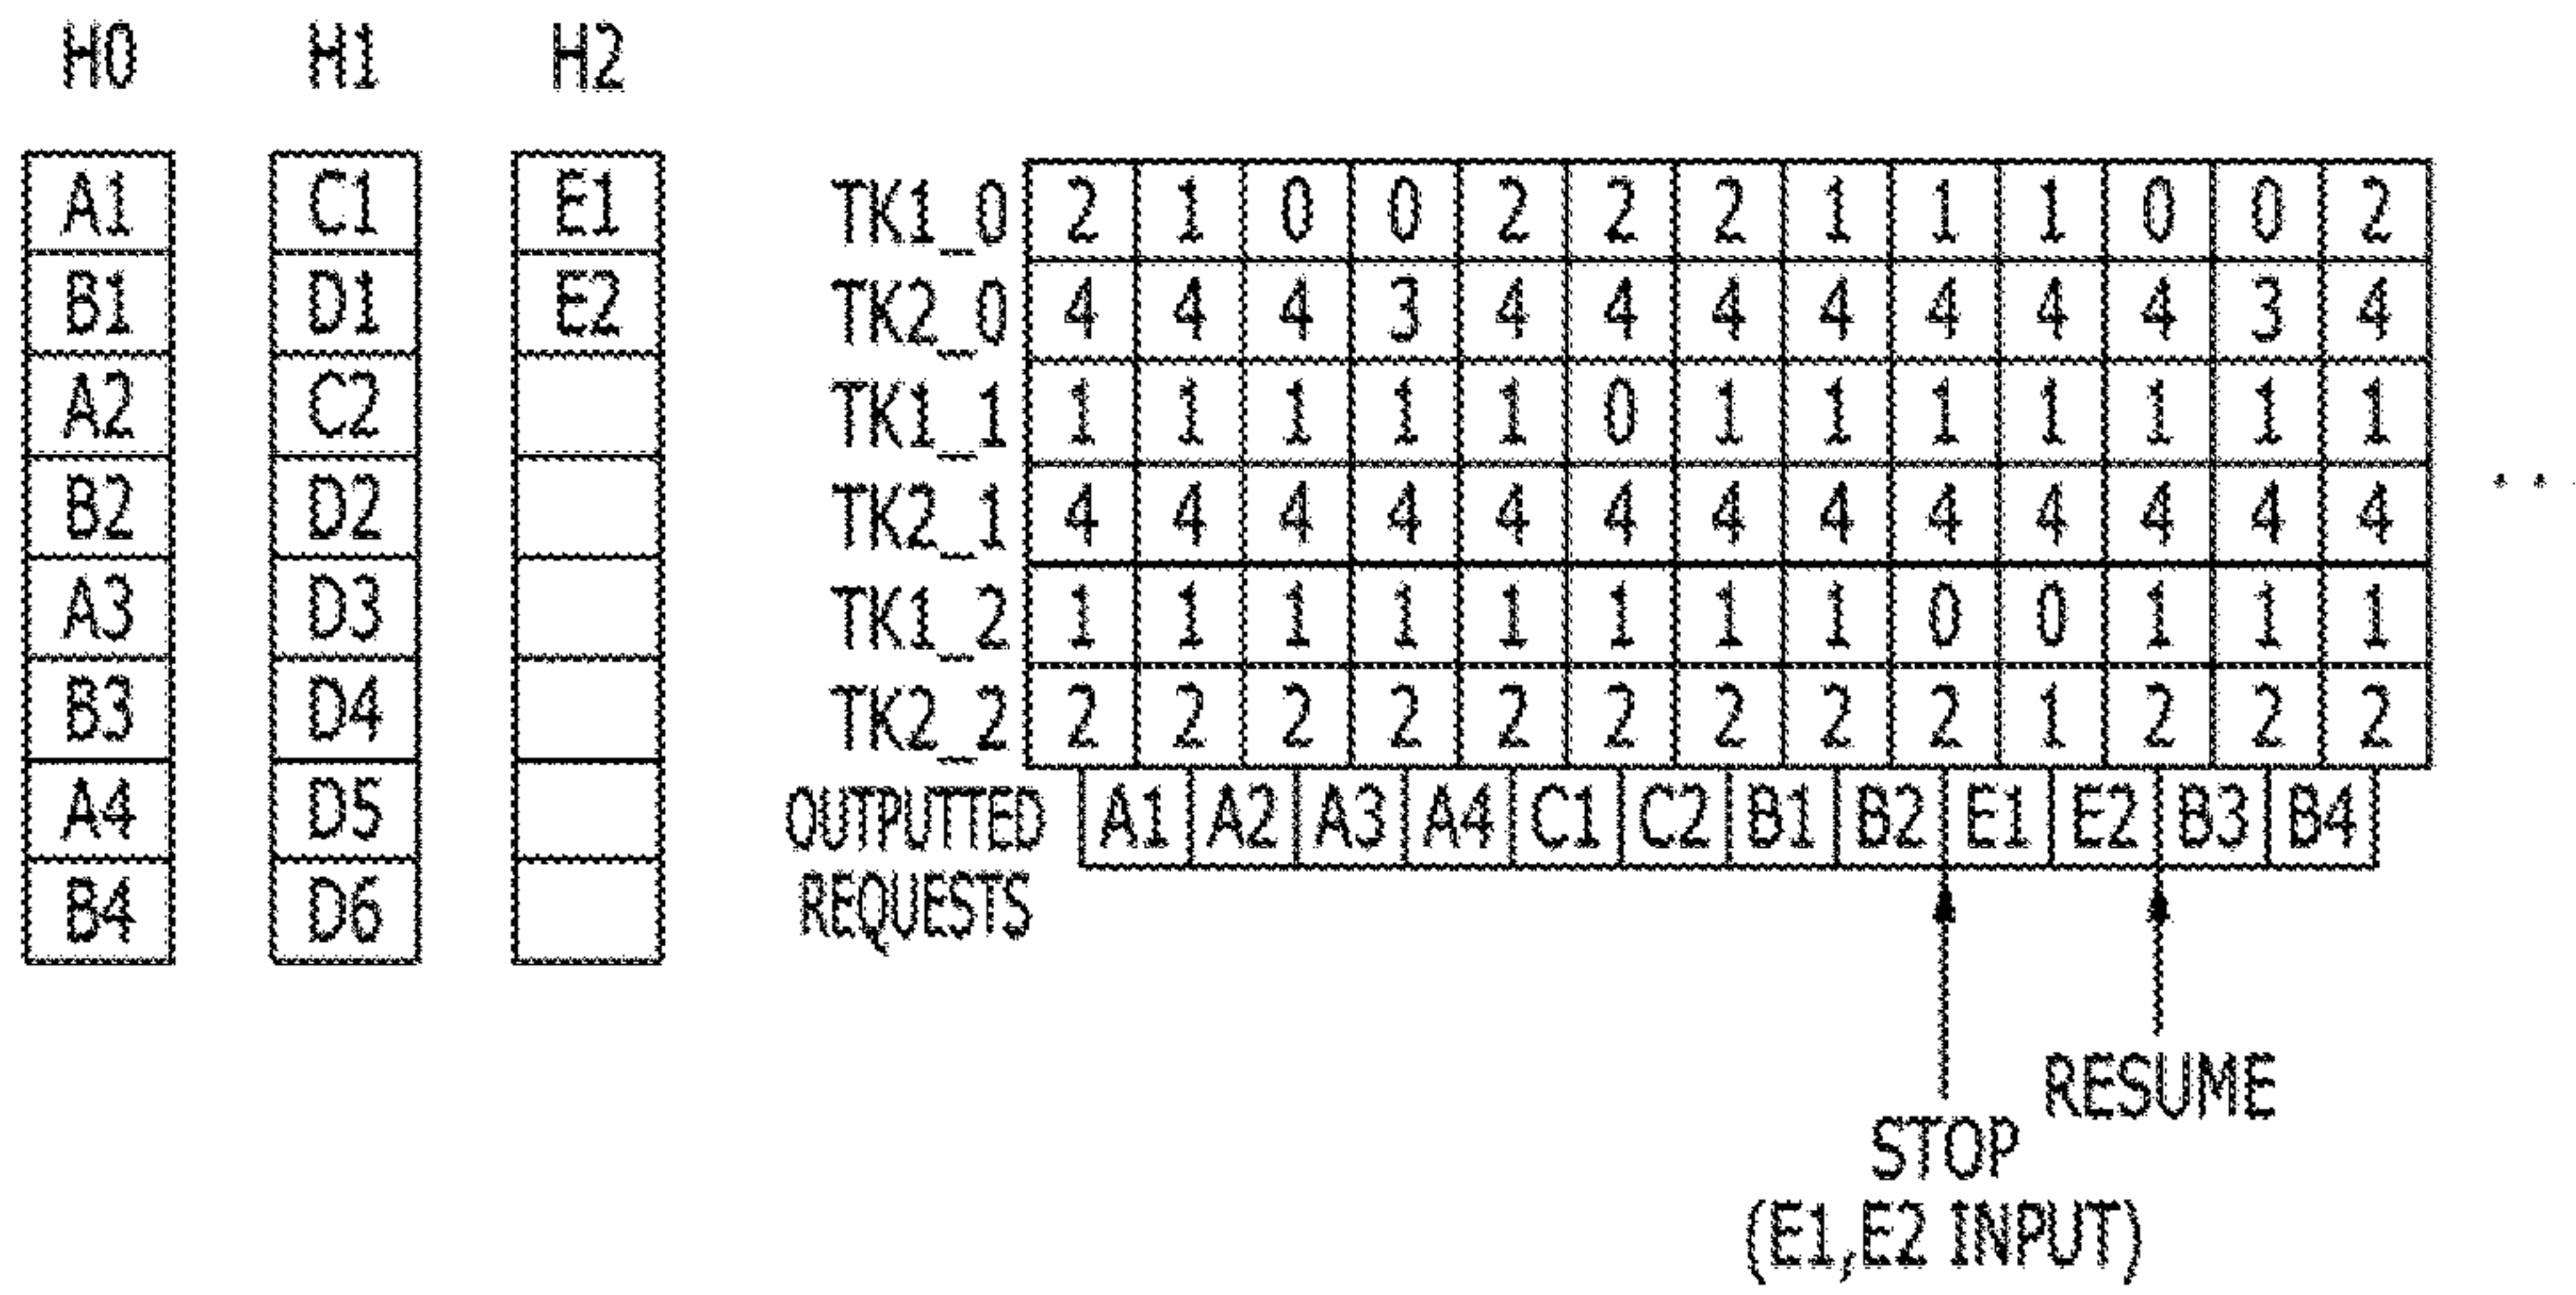 H0 H1 H2
A1 C1 E1
B1 D1 E2
A2 C2
B2 D2
A3 D3
B3 D4
A4 D5
B4 D6
TK1_0 2 1 0 0 2 2 2 1 1 1 0 0 2
TK2_0 4 4 4 3 4 4 4 4 4 4 4 3 4
TK1_1 1 1 1 1 1 0 1 1 1 1 1 1 1
TK2_1 4 4 4 4 4 4 4 4 4 4 4 4 4
TK1_2 1 1 1 1 1 1 1 1 0 0 1 1 1
TK2_2 2 2 2 2 2 2 2 2 2 1 2 2 2
OUTPUTTED A1 A2 A3 A4 C1 C2 B1 B2 E1 E2 B3 B4
REQUESTS
RESUME
STOP
(E1,E2 INPUT)